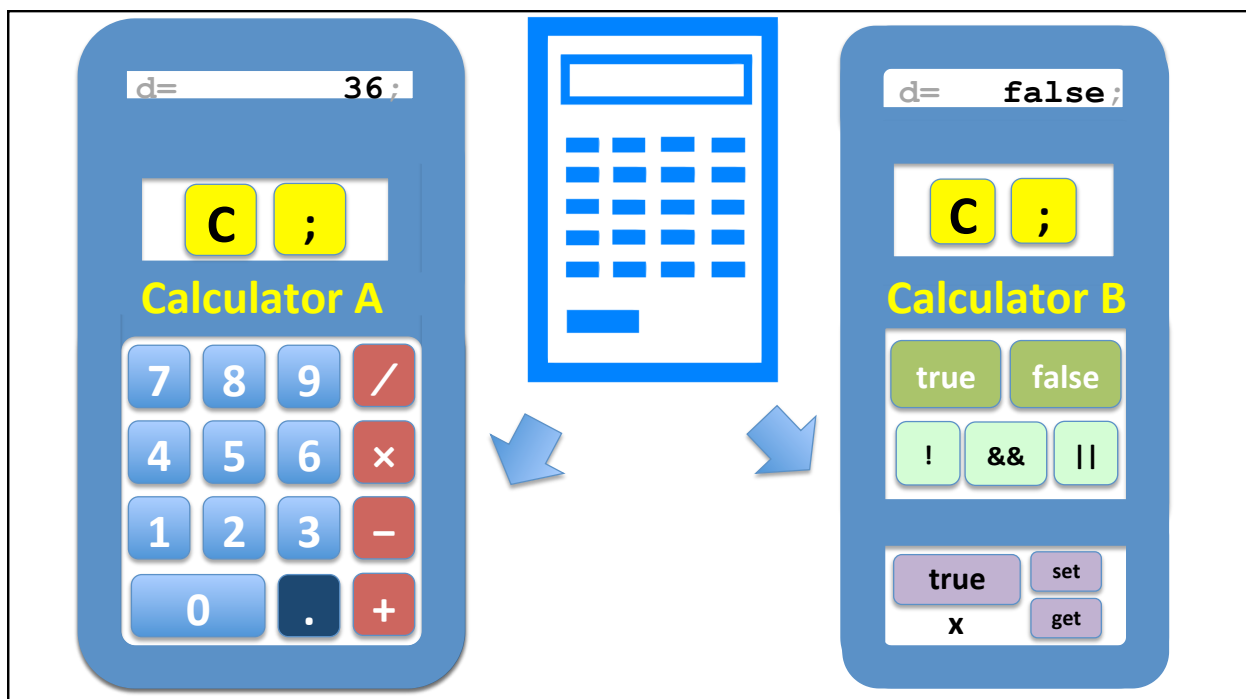 d= 36;
C ;
Calculator A
7 8 9 /
4 5 6 ×
1 2 3 −
0 . +
d= false;
C ;
Calculator B
true false
! && ||
true set
x get